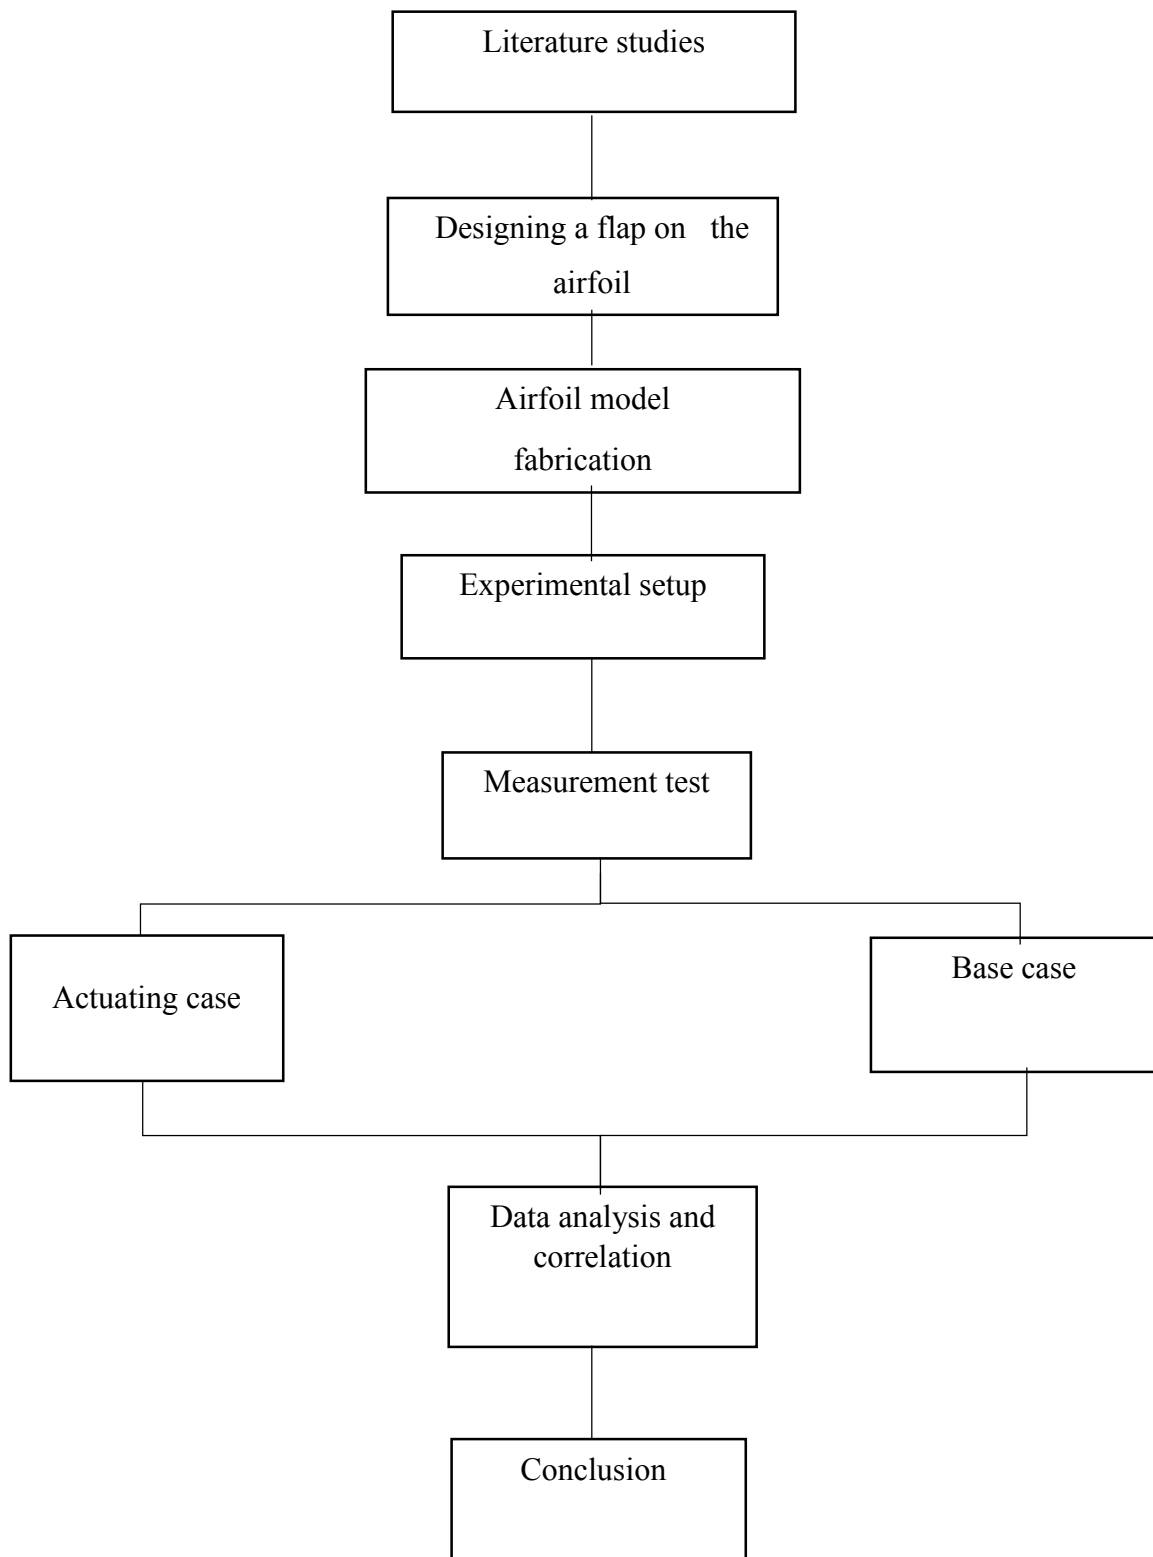 Literature studies
Designing a flap on the
airfoil
Airfoil model
fabrication
Experimental setup
Measurement test
Actuating case
Base case
Data analysis and
correlation
Conclusion